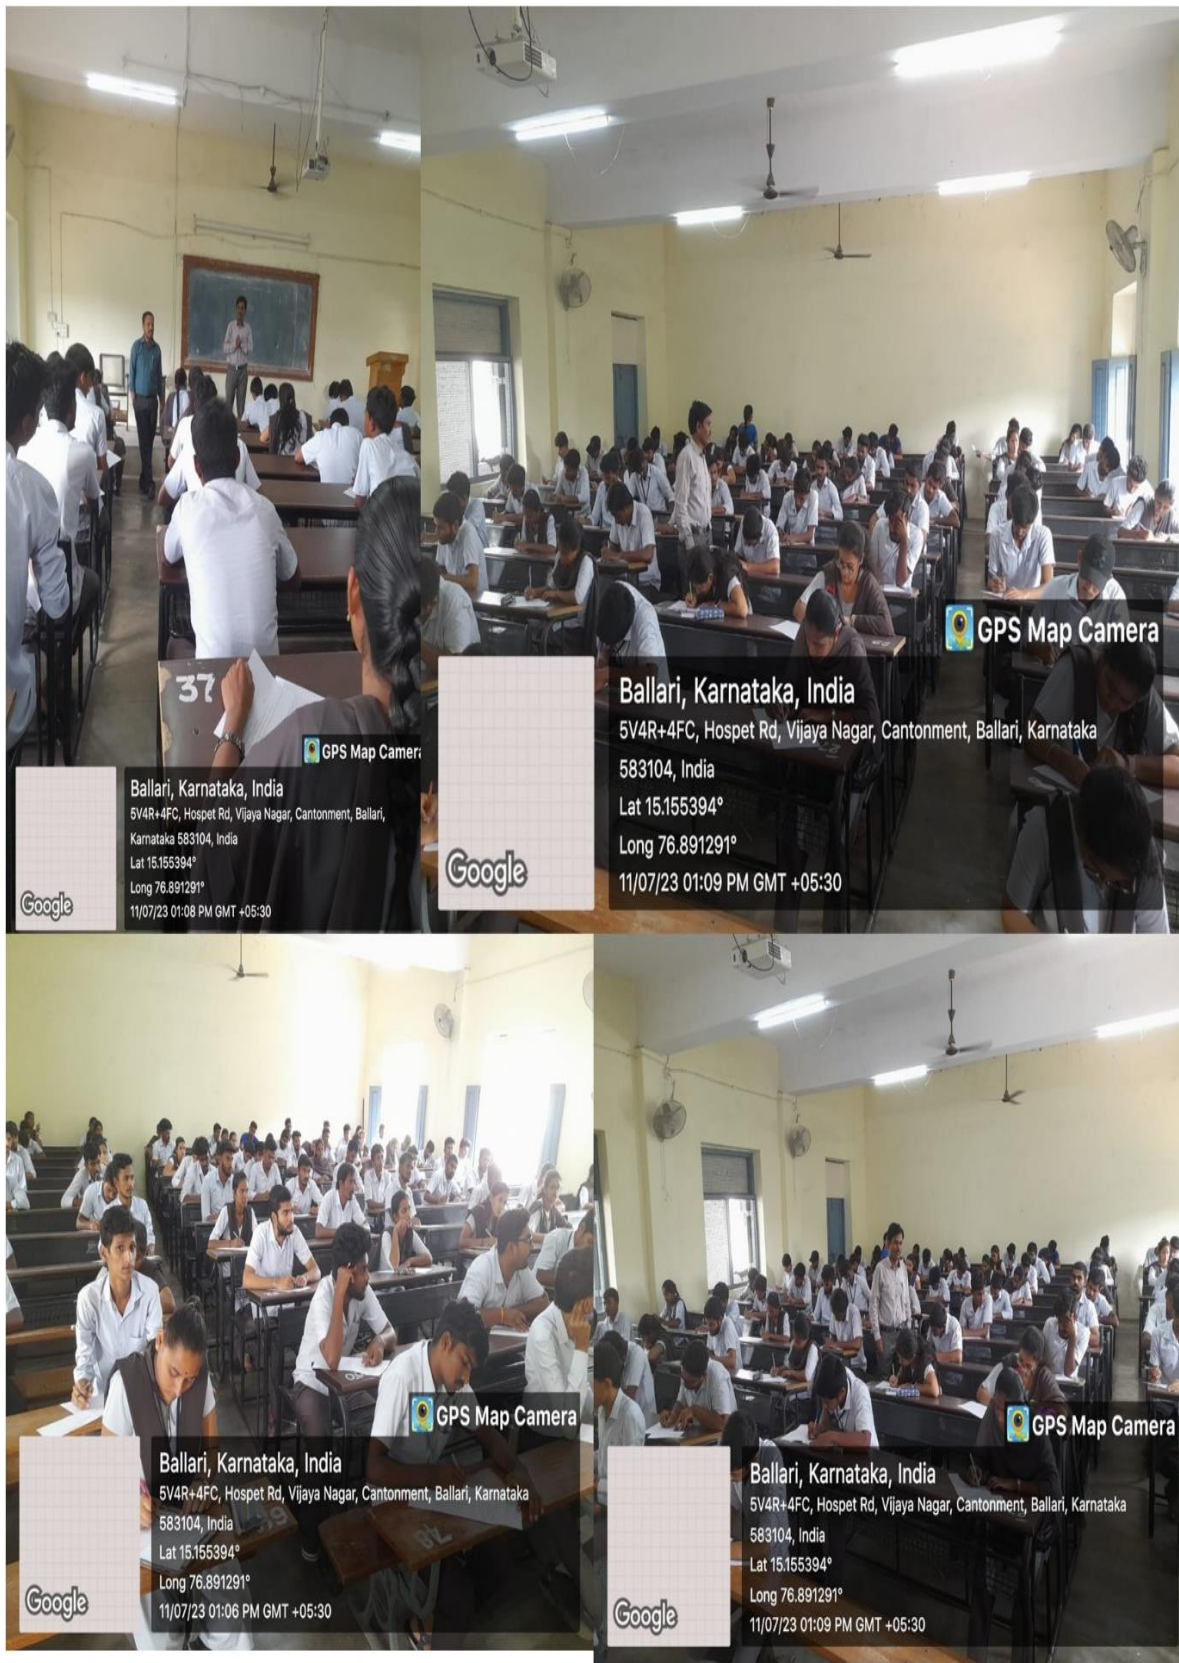 37
GPS Map Camera
Google
Ballari, Karnataka, India
5V4R+4FC, Hospet Rd, Vijaya Nagar, Cantonment, Ballari,
Karnataka 583104, India
Lat 15.155394°
Long 76.891291°
11/07/23 01:08 PM GMT +05:30
GPS Map Camera
Google
Ballari, Karnataka, India
5V4R+4FC, Hospet Rd, Vijaya Nagar, Cantonment, Ballari, Karnataka
583104, India
Lat 15.155394°
Long 76.891291°
11/07/23 01:09 PM GMT +05:30
GPS Map Camera
Google
Ballari, Karnataka, India
5V4R+4FC, Hospet Rd, Vijaya Nagar, Cantonment, Ballari, Karnataka
583104, India
Lat 15.155394°
Long 76.891291°
11/07/23 01:06 PM GMT +05:30
GPS Map Camera
Google
Ballari, Karnataka, India
5V4R+4FC, Hospet Rd, Vijaya Nagar, Cantonment, Ballari, Karnataka
583104, India
Lat 15.155394°
Long 76.891291°
11/07/23 01:09 PM GMT +05:30